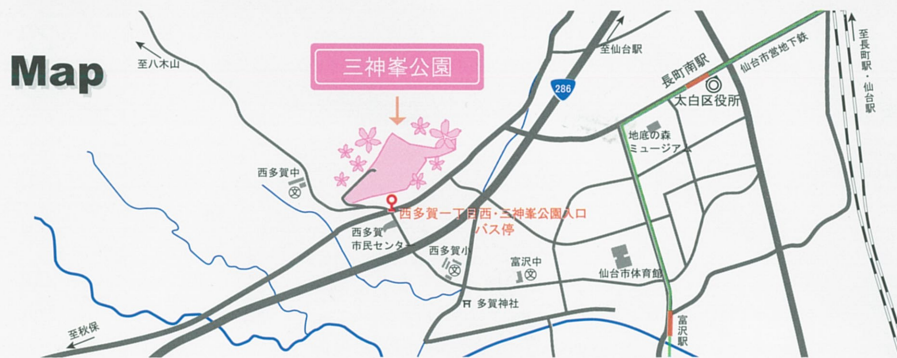 Map
三神峯公園
至八木山
至仙台駅
286
長町南駅
仙台市営地下鉄
至長町駅・仙台駅
太白区役所
地底の森
ミュージアム
西多賀中
文
西多賀一丁目西・三神峯公園入口
バス停
西多賀
市民センター
西多賀小
文
富沢中
文
仙台市体育館
多賀神社
富沢駅
至秋保